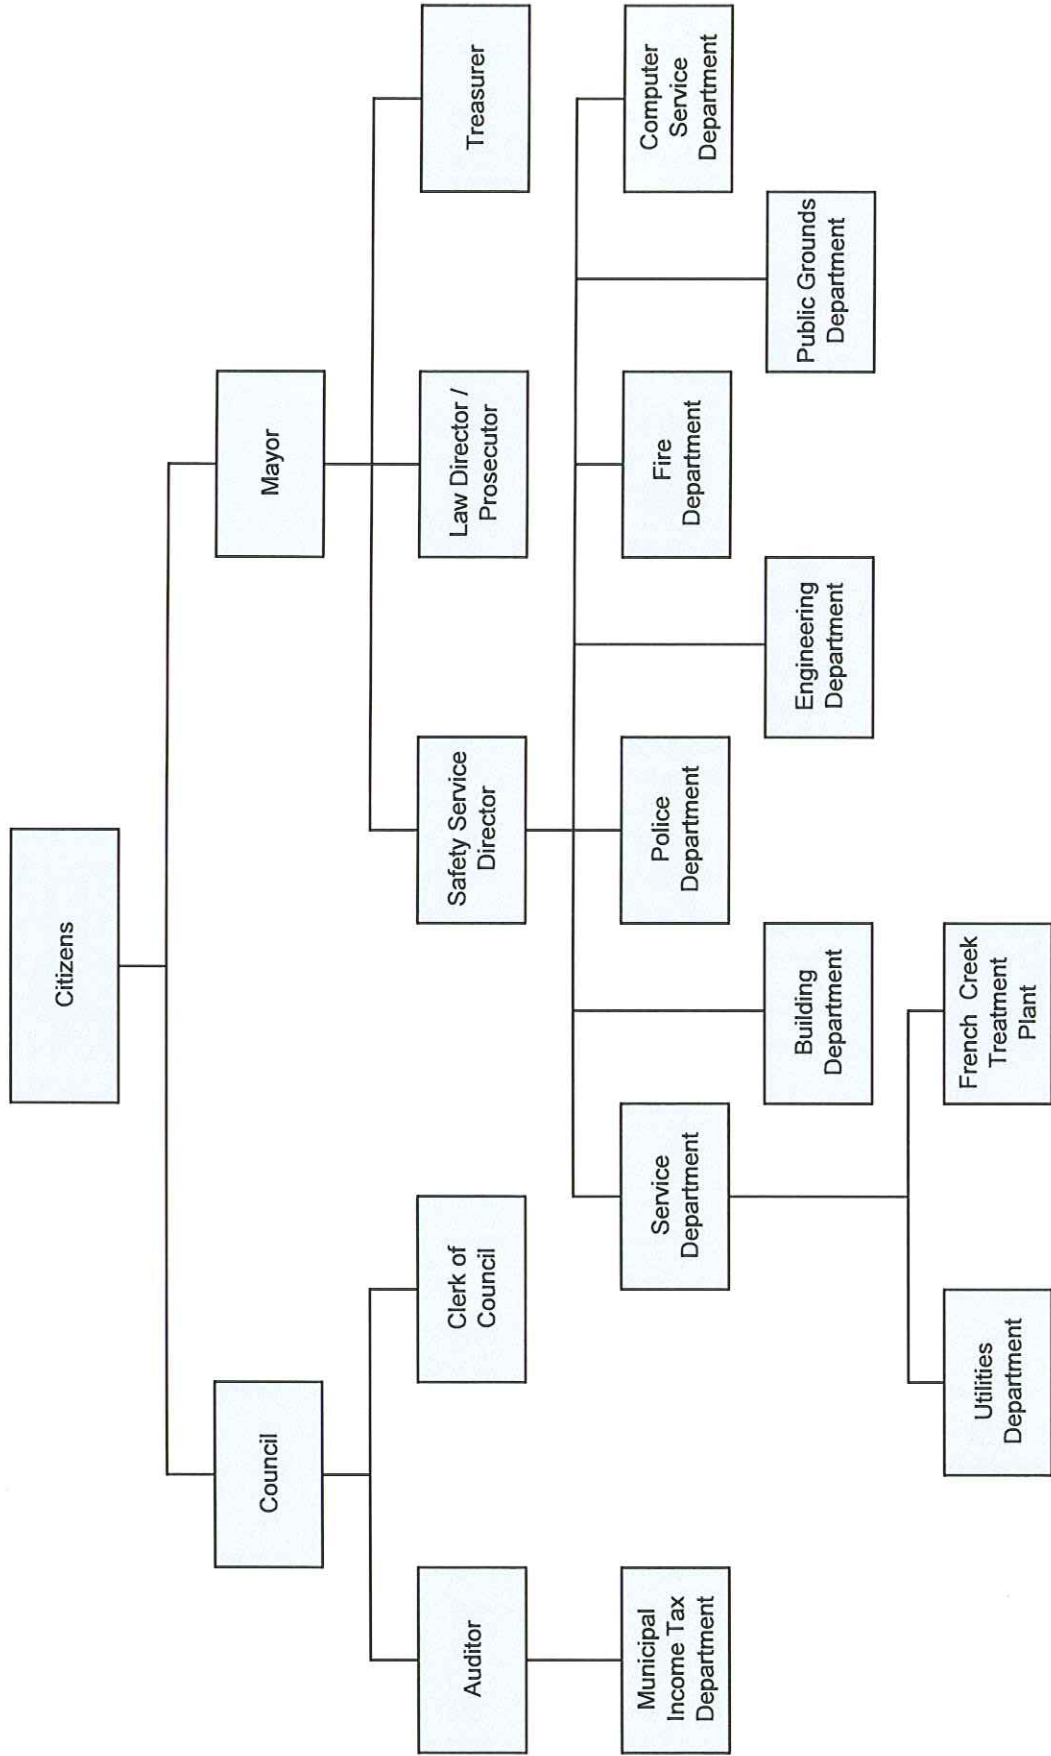 Citizens
Council
Mayor
Auditor
Clerk of
Council
Safety Service
Director
Law Director /
Prosecutor
Treasurer
Municipal
Income Tax
Department
Service
Department
Police
Department
Fire
Department
Computer
Service
Department
Building
Department
Engineering
Department
Public Grounds
Department
Utilities
Department
French Creek
Treatment
Plant